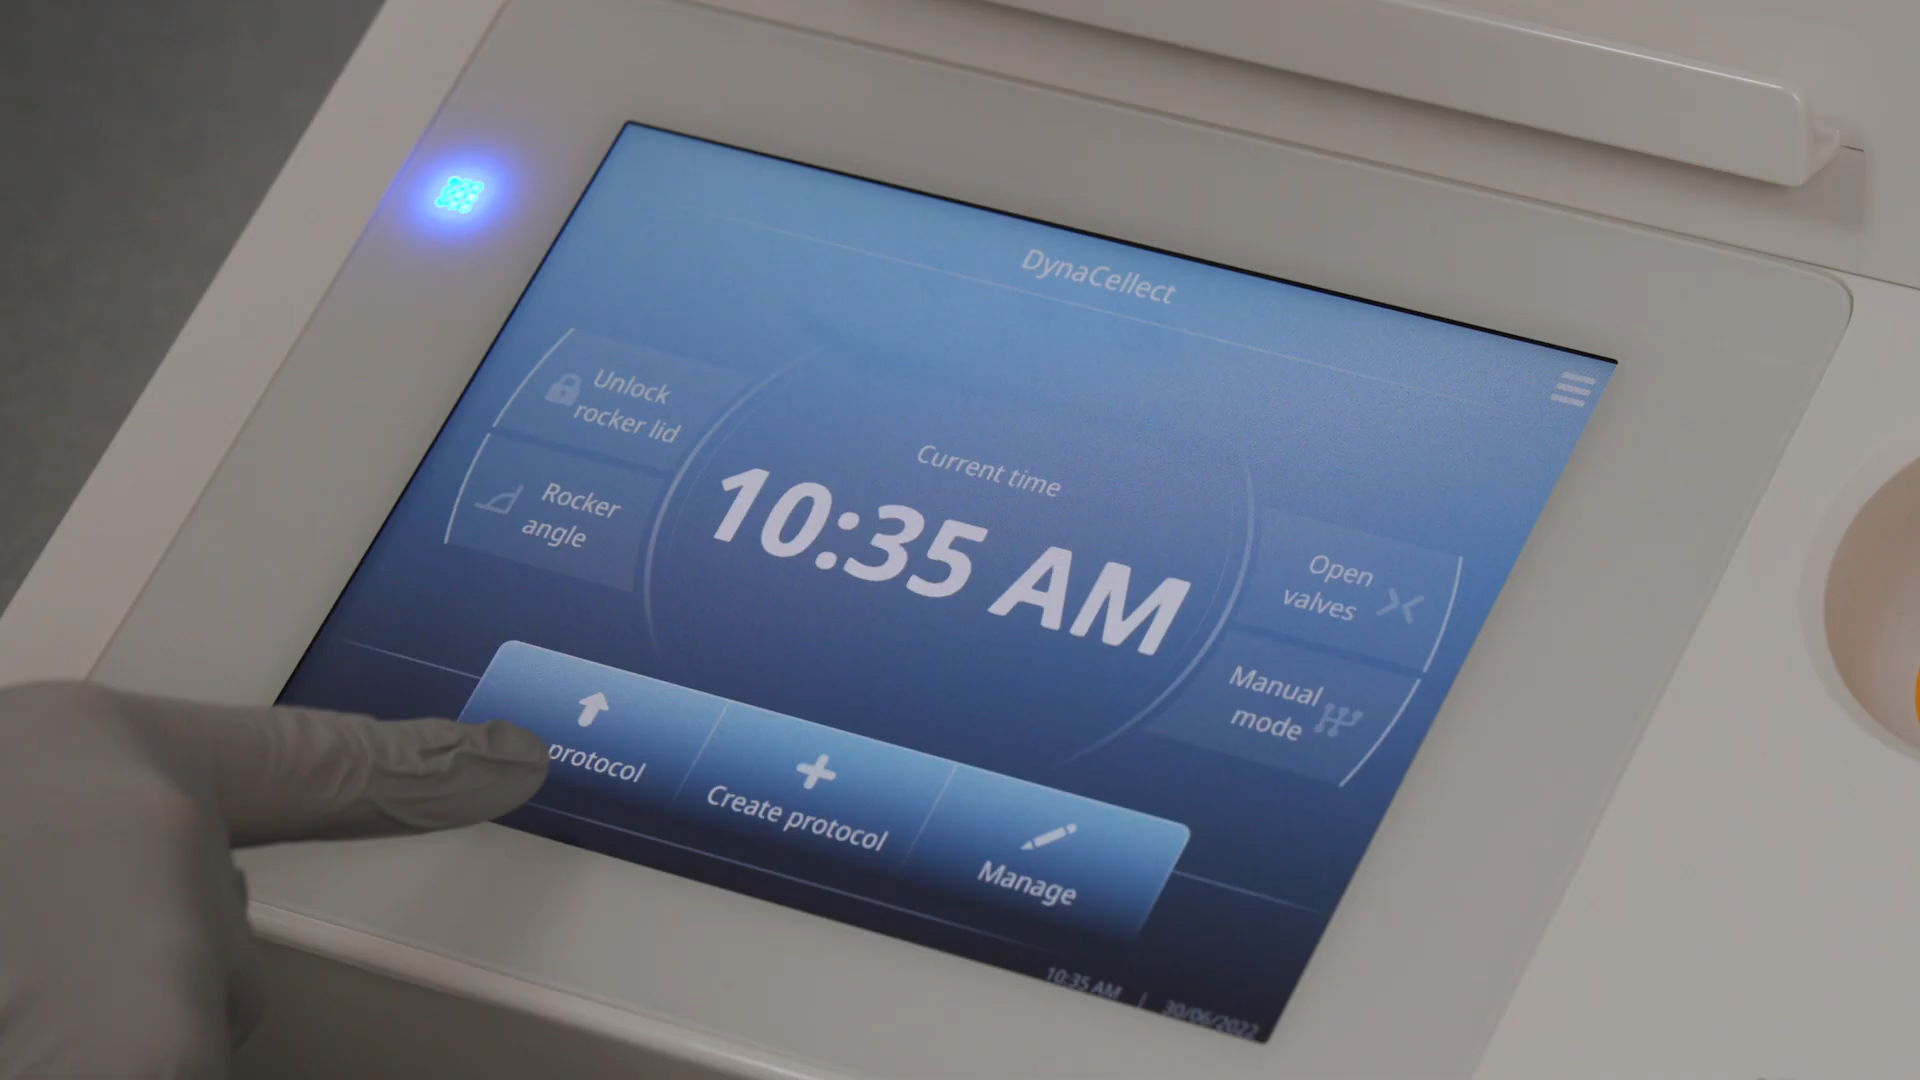 DynaCellect
Unlock
rocker lid
Rocker
angle
Current time
10:35 AM
Open
valves
Manual
mode
protocol
Create protocol
Manage
10:35 AM | 30/06/2022